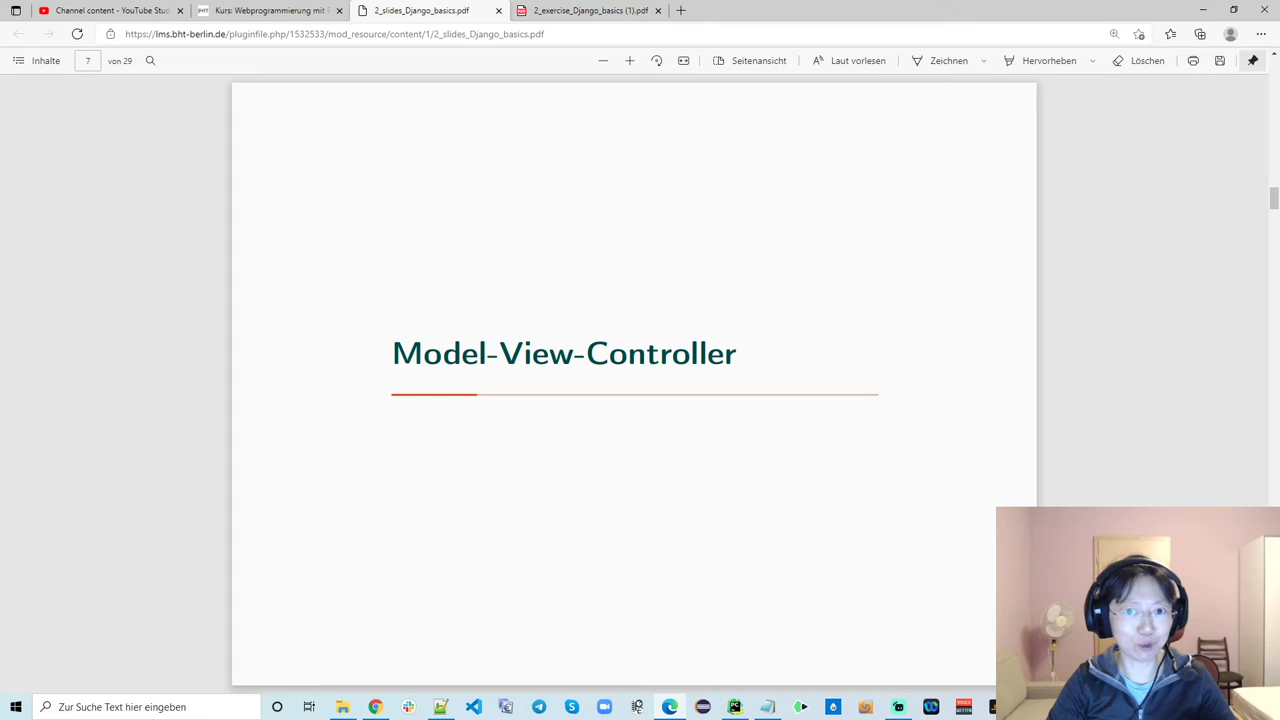 Channel content - YouTube Stud
Kurs: Webprogrammierung mit P
2_slides_Django_basics.pdf
2_exercise_Django_basics (1).pdf
https://lms.bht-berlin.de/pluginfile.php/1532533/mod_resource/content/1/2_slides_Django_basics.pdf
Inhalte
7
von 29
Seitenansicht
Laut vorlesen
Zeichnen
Hervorheben
Löschen
Model-View-Controller
Zur Suche Text hier eingeben